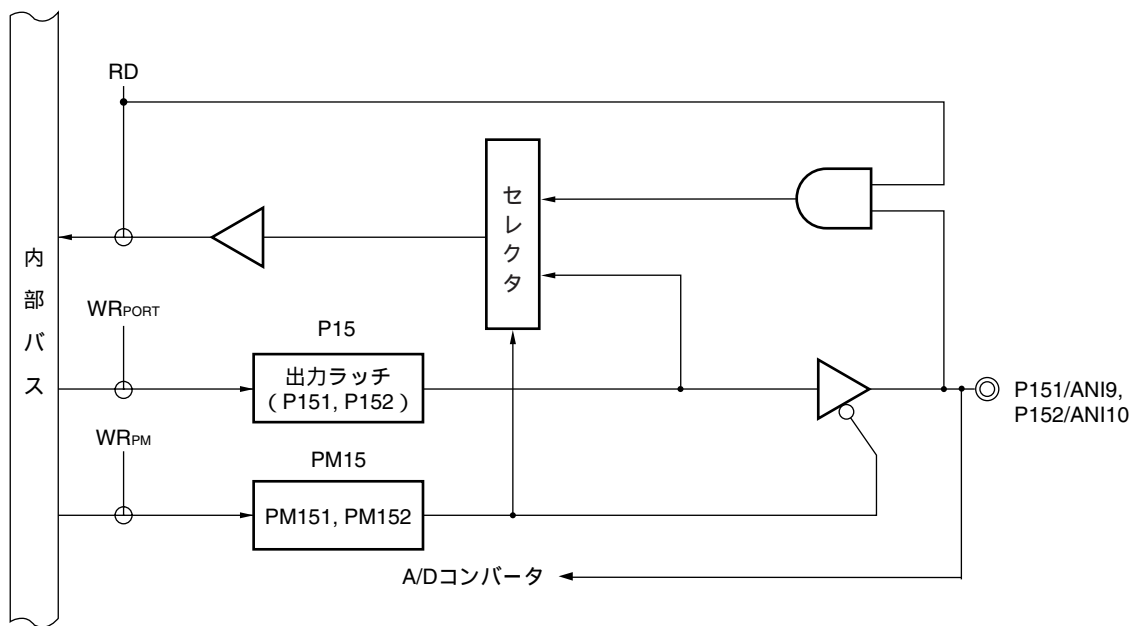 RD
セレクタ
内部バス
WRPORT
P15
出力ラッチ
( P151, P152 )
P151/ANI9,
P152/ANI10
WRPM
PM15
PM151, PM152
A/Dコンバータ